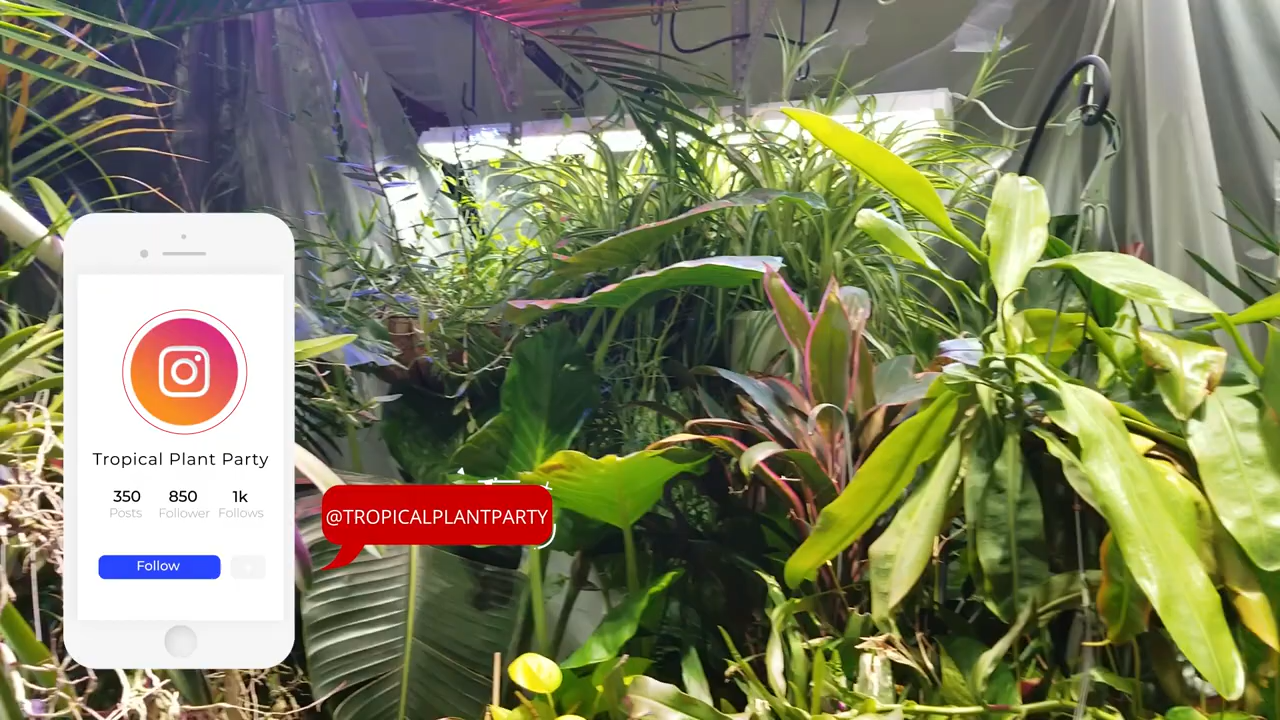 Tropical Plant Party
350 850 1k
Posts Follower Follows
Follow
@TROPICALPLANTPARTY